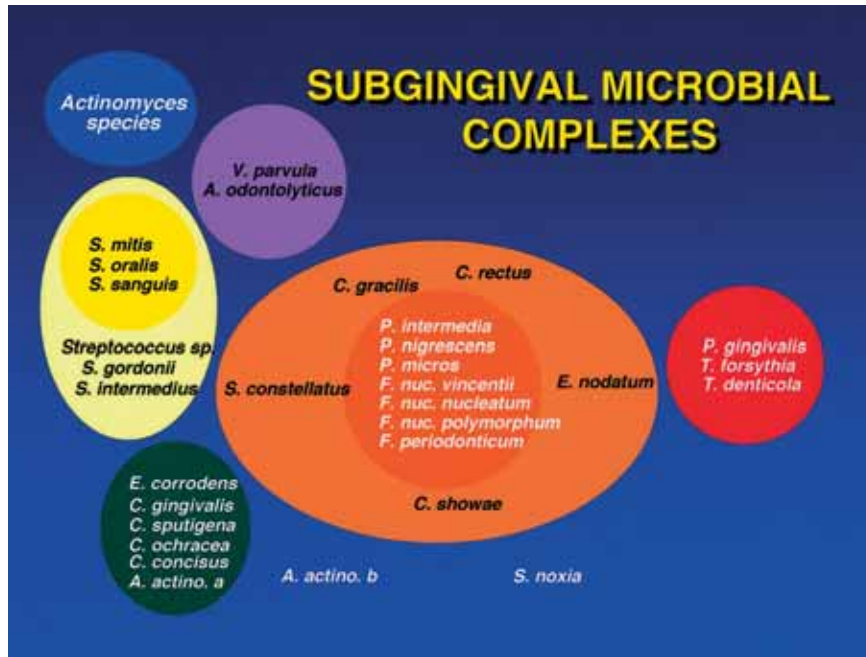 SUBGINGIVAL MICROBIAL
COMPLEXES
Actinomyces
species
V. parvula
A. odontolyticus
S. mitis
S. oralis
S. sanguis
Streptococcus sp.
S. gordonii
S. intermedius
C. gracilis
C. rectus
P. intermedia
P. nigrescens
P. micros
F. nuc. vincentii
F. nuc. nucleatum
F. nuc. polymorphum
F. periodonticum
S. constellatus
E. nodatum
C. showae
P. gingivalis
T. forsythia
T. denticola
E. corrodens
C. gingivalis
C. sputigena
C. ochracea
C. concisus
A. actino. a
A. actino. b
S. noxia